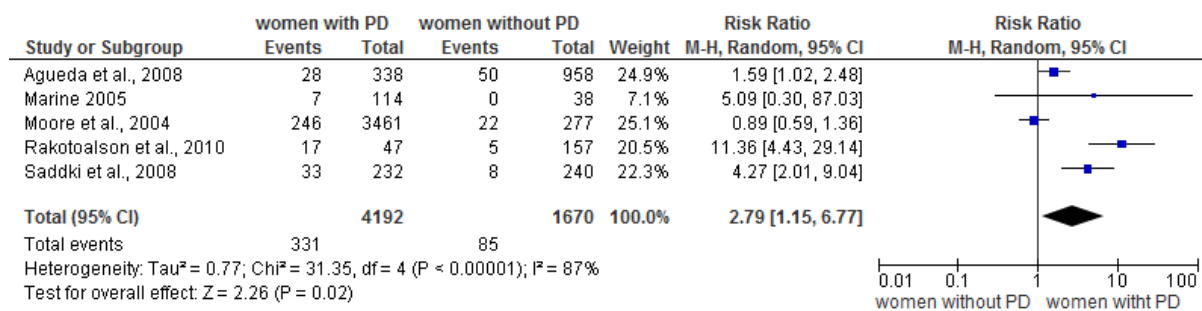 women with PD women without PD Risk Ratio Risk Ratio
Study or Subgroup Events Total Events Total Weight M-H, Random, 95% CI M-H, Random, 95% CI
Agueda et al., 2008 28 338 50 958 24.9% 1.59 [1.02, 2.48]
Marine 2005 7 114 0 38 7.1% 5.09 [0.30, 87.03]
Moore et al., 2004 246 3461 22 277 25.1% 0.89 [0.59, 1.36]
Rakotoalson et al., 2010 17 47 5 157 20.5% 11.36 [4.43, 29.14]
Saddki et al., 2008 33 232 8 240 22.3% 4.27 [2.01, 9.04]
Total (95% CI) 4192 1670 100.0% 2.79 [1.15, 6.77]
Total events 331 85
Heterogeneity: Tau² = 0.77; Chi² = 31.35, df = 4 (P < 0.00001); I² = 87%
Test for overall effect: Z = 2.26 (P = 0.02)
0.01 0.1 1 10 100
women without PD women witht PD